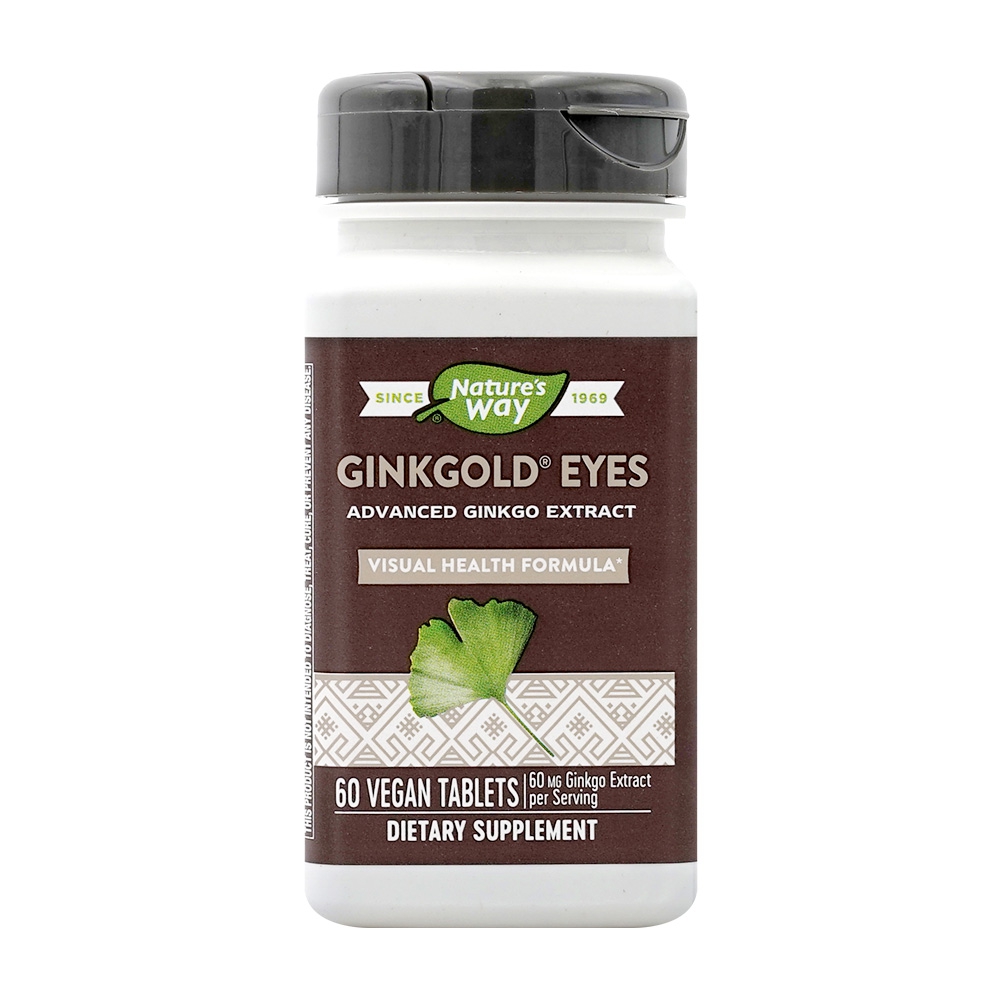 SINCE
Nature's
Way®
1969
GINKGOLD® EYES
ADVANCED GINKGO EXTRACT
VISUAL HEALTH FORMULA*
60 VEGAN TABLETS
60 MG Ginkgo Extract
per Serving
DIETARY SUPPLEMENT
THIS PRODUCT IS NOT INTENDED TO DIAGNOSE, TREAT, CURE, OR PREVENT ANY DISEASE.